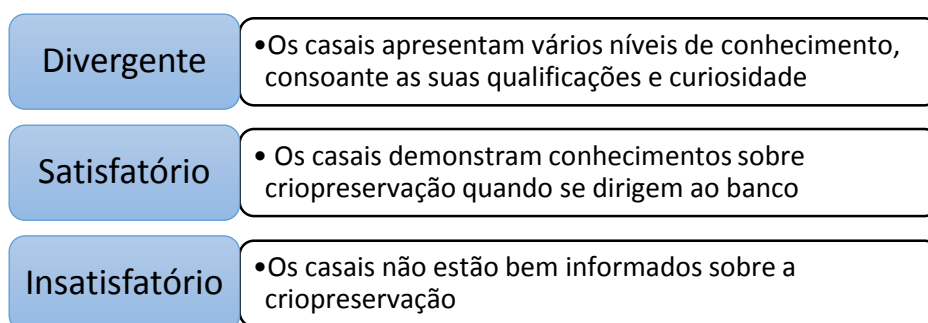 Divergente
•Os casais apresentam vários níveis de conhecimento,
consoante as suas qualificações e curiosidade
Satisfatório
• Os casais demonstram conhecimentos sobre
criopreservação quando se dirigem ao banco
Insatisfatório
•Os casais não estão bem informados sobre a
criopreservação